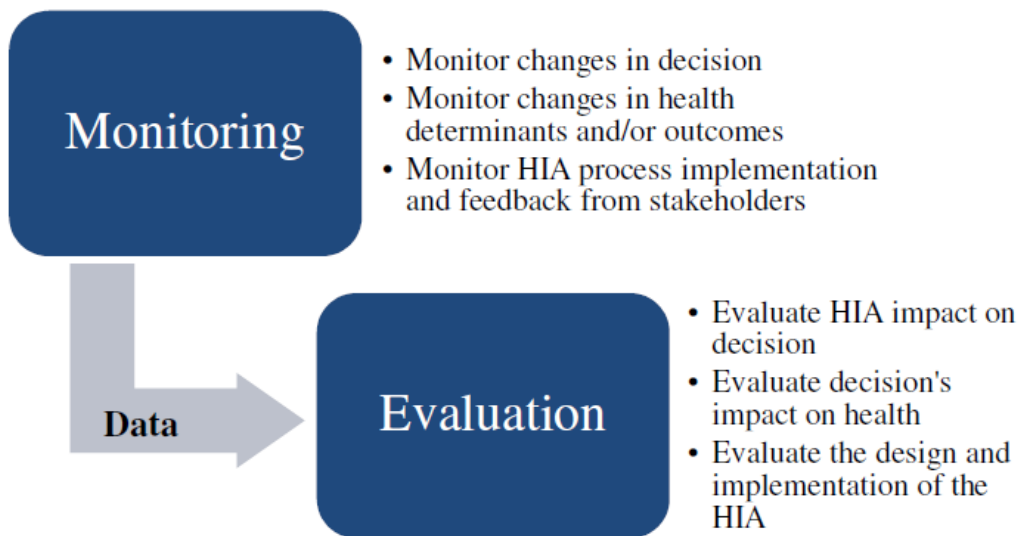 Monitoring
• Monitor changes in decision
• Monitor changes in health
determinants and/or outcomes
• Monitor HIA process implementation
and feedback from stakeholders
Data
Evaluation
• Evaluate HIA impact on
decision
• Evaluate decision's
impact on health
• Evaluate the design and
implementation of the
HIA